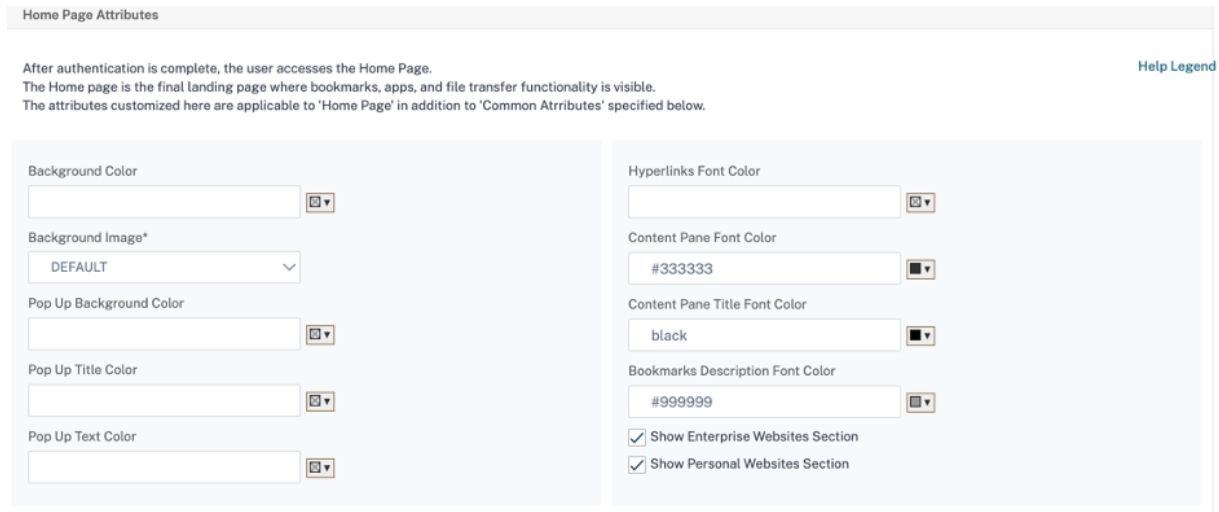 Home Page Attributes
After authentication is complete, the user accesses the Home Page.
Help Legend
The Home page is the final landing page where bookmarks, apps, and file transfer functionality is visible.
The attributes customized here are applicable to 'Home Page' in addition to 'Common Atrributes' specified below.
Background Color
Background Image*
DEFAULT
Pop Up Background Color
Pop Up Title Color
Pop Up Text Color
Hyperlinks Font Color
Content Pane Font Color
#333333
Content Pane Title Font Color
black
Bookmarks Description Font Color
#999999
Show Enterprise Websites Section
Show Personal Websites Section